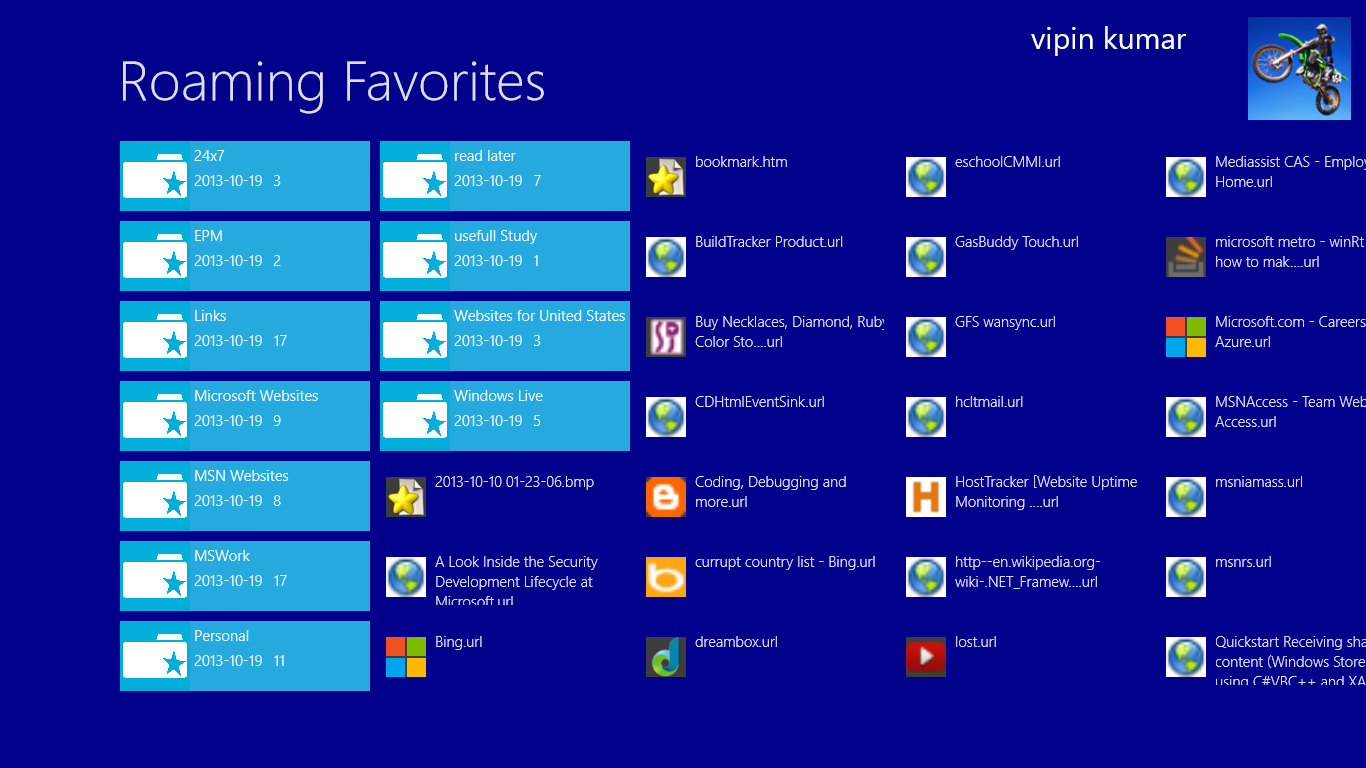 vipin kumar
Roaming Favorites
24x7
2013-10-19 3
EPM
2013-10-19 2
Links
2013-10-19 17
Microsoft Websites
2013-10-19 9
MSN Websites
2013-10-19 8
MSWork
2013-10-19 17
Personal
2013-10-19 11
read later
2013-10-19 7
usefull Study
2013-10-19 1
Websites for United States
2013-10-19 3
Windows Live
2013-10-19 5
2013-10-10 01-23-06.bmp
A Look Inside the Security
Development Lifecycle at
Microsoft.url
Bing.url
bookmark.htm
BuildTracker Product.url
Buy Necklaces, Diamond, Ruby
Color Sto....url
CDHtmlEventSink.url
Coding, Debugging and
more.url
currupt country list - Bing.url
dreambox.url
eschoolCMMI.url
GasBuddy Touch.url
GFS wansync.url
hcltmail.url
HostTracker [Website Uptime
Monitoring ....url
http--en.wikipedia.org-
wiki-.NET_Framew....url
lost.url
Mediassist CAS - Employ
Home.url
microsoft metro - winRt
how to mak....url
Microsoft.com - Careers
Azure.url
MSNAccess - Team Web
Access.url
msniamass.url
msnrs.url
Quickstart Receiving sha
content (Windows Store
using C#VBC++ and XA